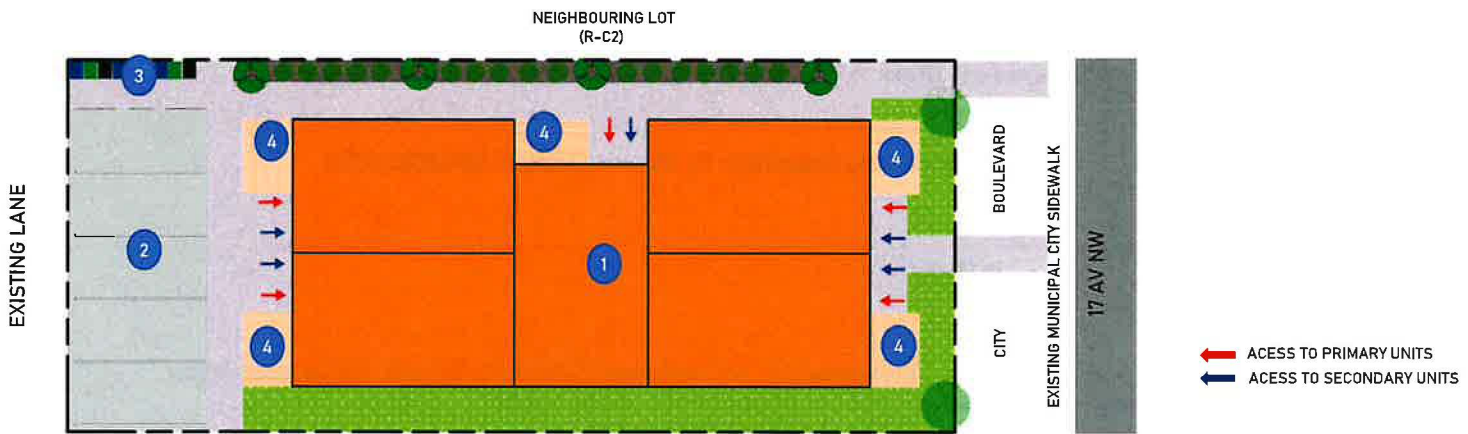 NEIGHBOURING LOT
(R-C2)
3
4
4
4
EXISTING LANE
2
1
BOULEVARD
CITY
EXISTING MUNICIPAL CITY SIDEWALK
17 AV NW
4
4
ACESS TO PRIMARY UNITS
ACESS TO SECONDARY UNITS